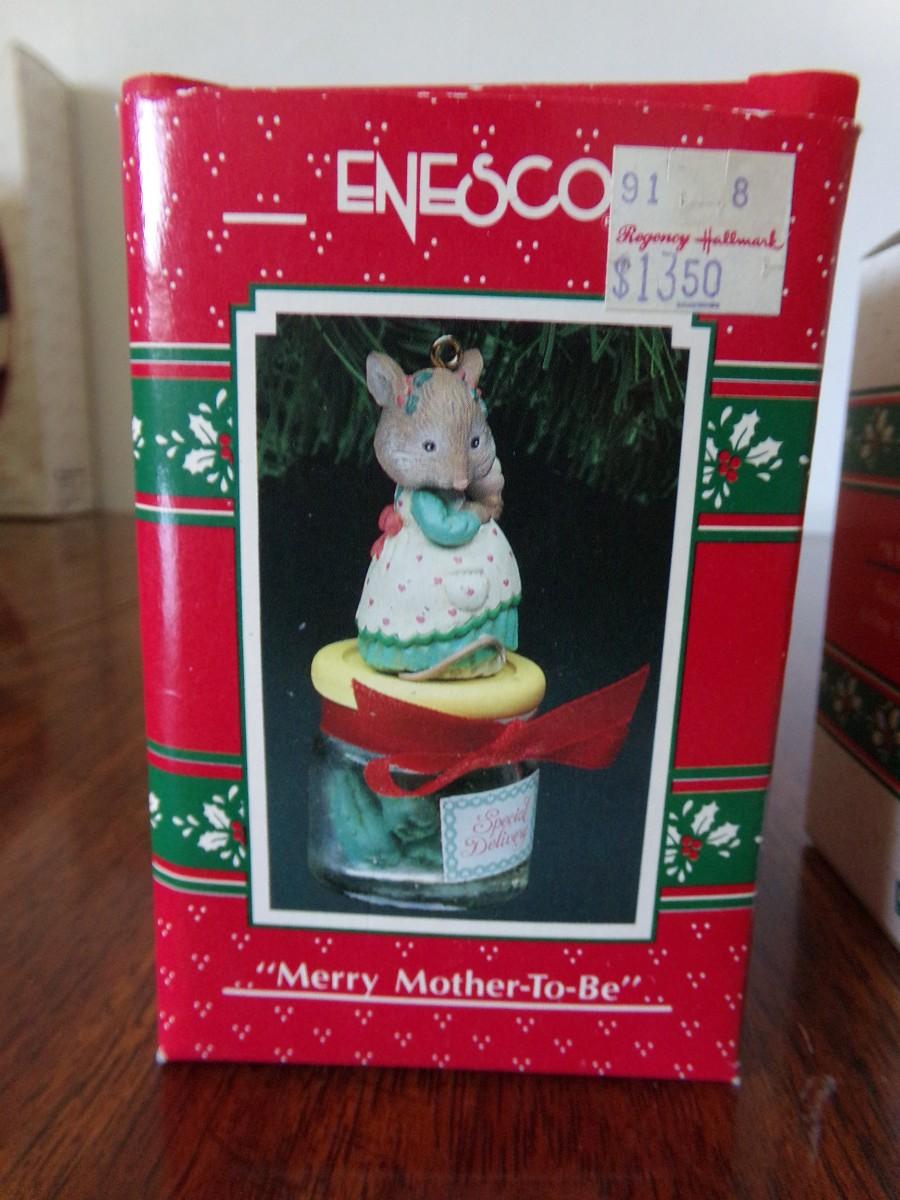 ENESCO
91 8
Regency Hallmark
$1350
Special
Delivery
"Merry Mother-To-Be"